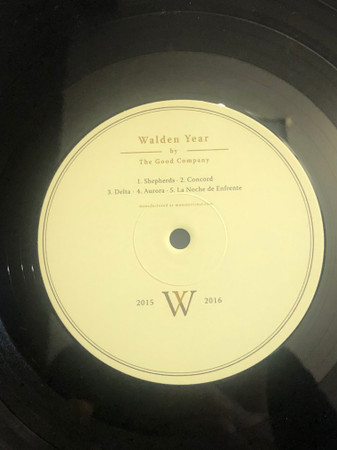 Walden Year
by
The Good Company
1. Shepherds - 2. Concord
3. Delta - 4. Aurora - 5. La Noche de Enfrente
2015 W 2016